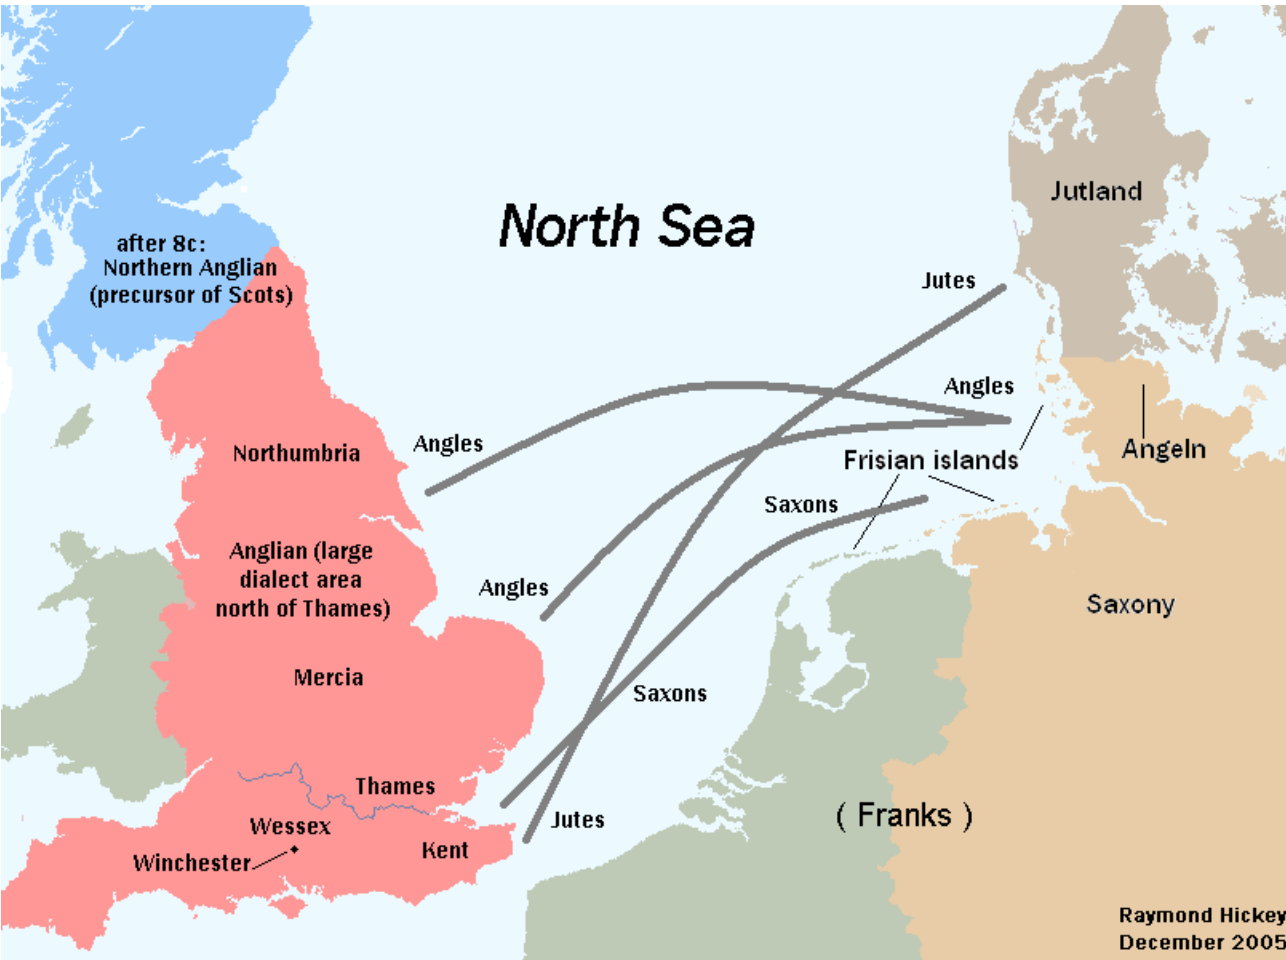 North Sea
Jutland
after 8c:
Northern Anglian
(precursor of Scots)
Jutes
Angles
Angles
Angeln
Northumbria
Frisian islands
Saxons
Anglian (large
dialect area
north of Thames)
Angles
Saxony
Mercia
Saxons
Thames
Jutes
( Franks )
Wessex
Kent
Winchester
Raymond Hickey
December 2005